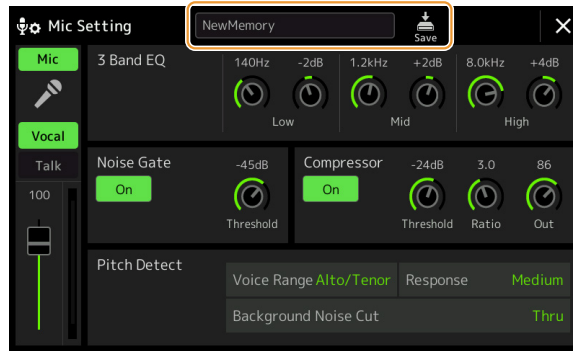 Mic Setting
NewMemory
Save
Mic
Vocal
Talk
100
3 Band EQ
140Hz -2dB 1.2kHz +2dB 8.0kHz +4dB
Low Mid High
Noise Gate
On
-45dB
Threshold
Compressor
On
-24dB 3.0 86
Threshold Ratio Out
Pitch Detect
Voice Range Alto/Tenor Response Medium
Background Noise Cut Thru